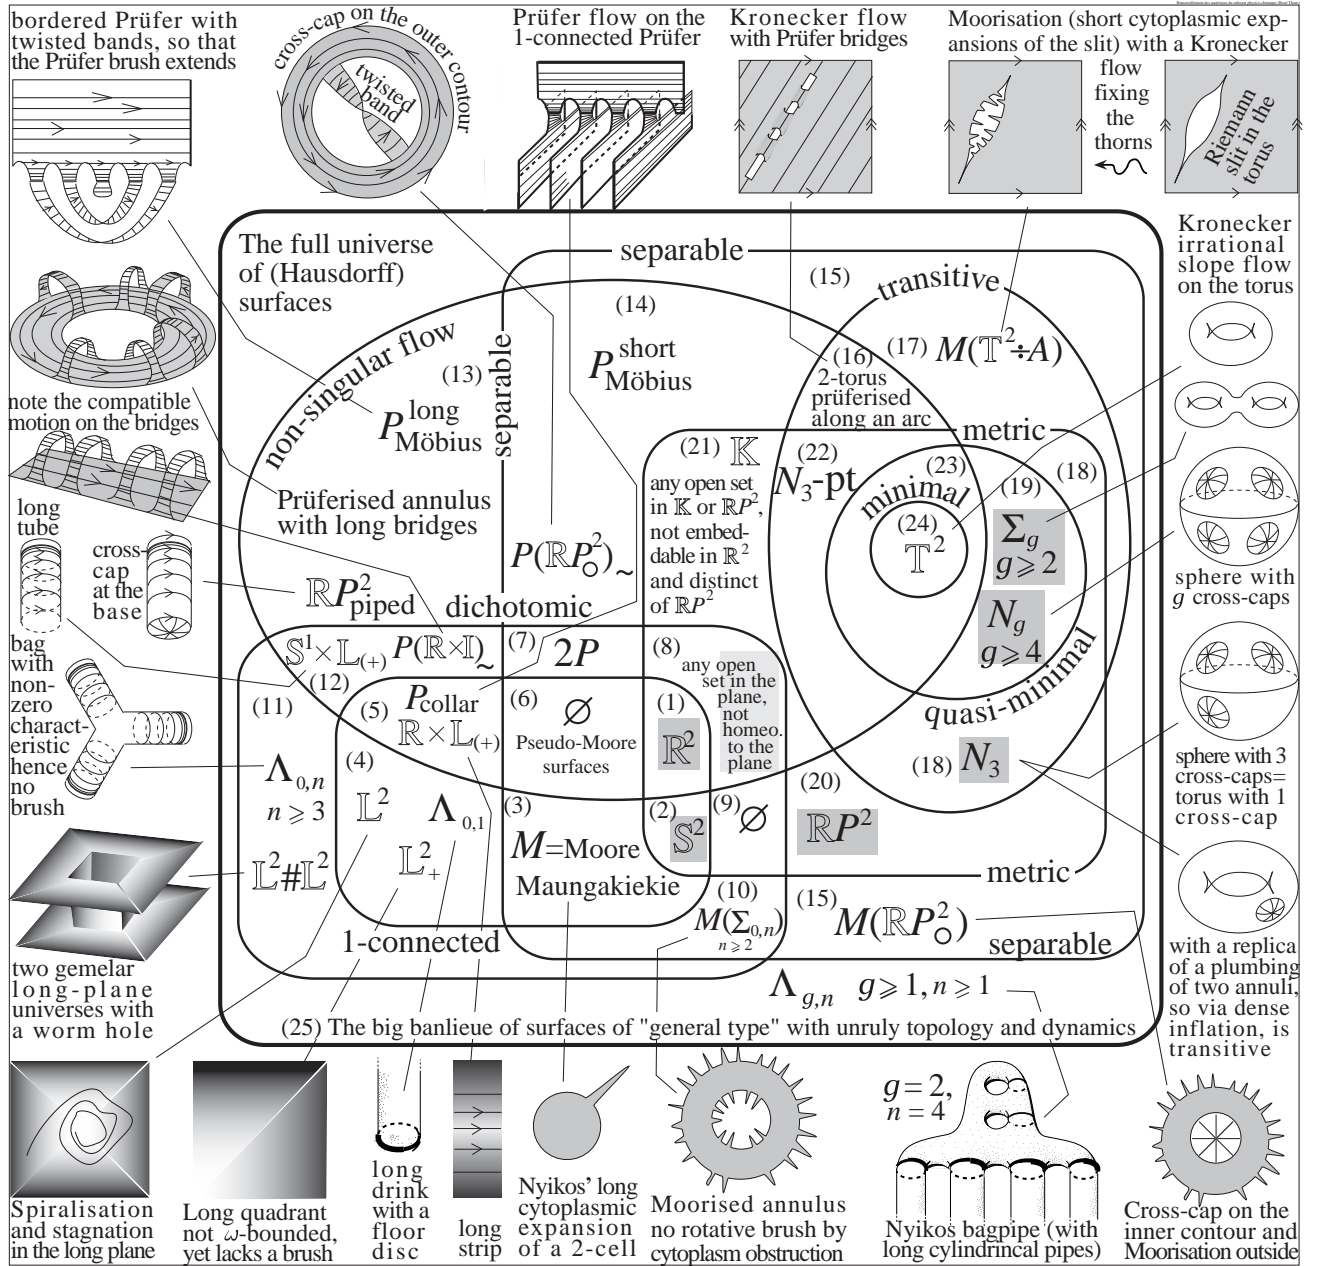 bordered Prüfer with
twisted bands, so that
the Prüfer brush extends
cross-cap on the outer contour
twisted
band
Prüfer flow on the
1-connected Prüfer
Kronecker flow
with Prüfer bridges
Moorisation (short cytoplasmic exp-
ansions of the slit) with a Kronecker
flow
fixing
the
thorns
Riemann
slit in the
torus
The full universe
of (Hausdorff)
surfaces
separable
(15)
transitive
Kronecker
irrational
slope flow
on the torus
non-singular flow
(14)
P short Möbius
separable
(13)
P long Möbius
(16)
2-torus
prüferised
along an arc
(17) M(𝕋²÷A)
note the compatible
motion on the bridges
Prüferised annulus
with long bridges
metric
(21) 𝕂
any open set
in 𝕂 or ℝP²,
not embed-
dable in ℝ²
and distinct
of ℝP²
(22)
N₃-pt
(23)
minimal
(24)
𝕋²
(18)
(19)
Σg
g⩾2
Ng
g⩾4
quasi-minimal
sphere with
g cross-caps
long
tube
cross-
cap
at the
base
P(ℝP²○)~
ℝP² piped
dichotomic
bag
with
non-
zero
charact-
eristic
hence
no
brush
𝕊¹×𝕃(+)
P(ℝ×I)~
(12)
(7) 2P
(8)
any open
set in the
plane,
not
homeo.
to the
plane
(11)
Λ0,n
n⩾3
(5)
P collar
ℝ×𝕃(+)
(6)
∅
Pseudo-Moore
surfaces
(1)
ℝ²
(18) N₃
sphere with 3
cross-caps=
torus with 1
cross-cap
(4)
𝕃²
Λ0,1
𝕃²+
(3)
M=Moore
Maungakiekie
(2)
𝕊²
(9) ∅
(20)
ℝP²
𝕃²#𝕃²
metric
(10)
M(Σ0,n)
n⩾2
(15)
M(ℝP²○)
1-connected
separable
Λg,n g⩾1, n⩾1
with a replica
of a plumbing
of two annuli,
so via dense
inflation, is
transitive
two gemelar
long-plane
universes with
a worm hole
(25) The big banlieue of surfaces of "general type" with unruly topology and dynamics
g=2,
n=4
Spiralisation
and stagnation
in the long plane
Long quadrant
not ω-bounded,
yet lacks a brush
long
drink
with a
floor
disc
long
strip
Nyikos' long
cytoplasmic
expansion
of a 2-cell
Moorised annulus
no rotative brush by
cytoplasm obstruction
Nyikos bagpipe (with
long cylindrincal pipes)
Cross-cap on the
inner contour and
Moorisation outside